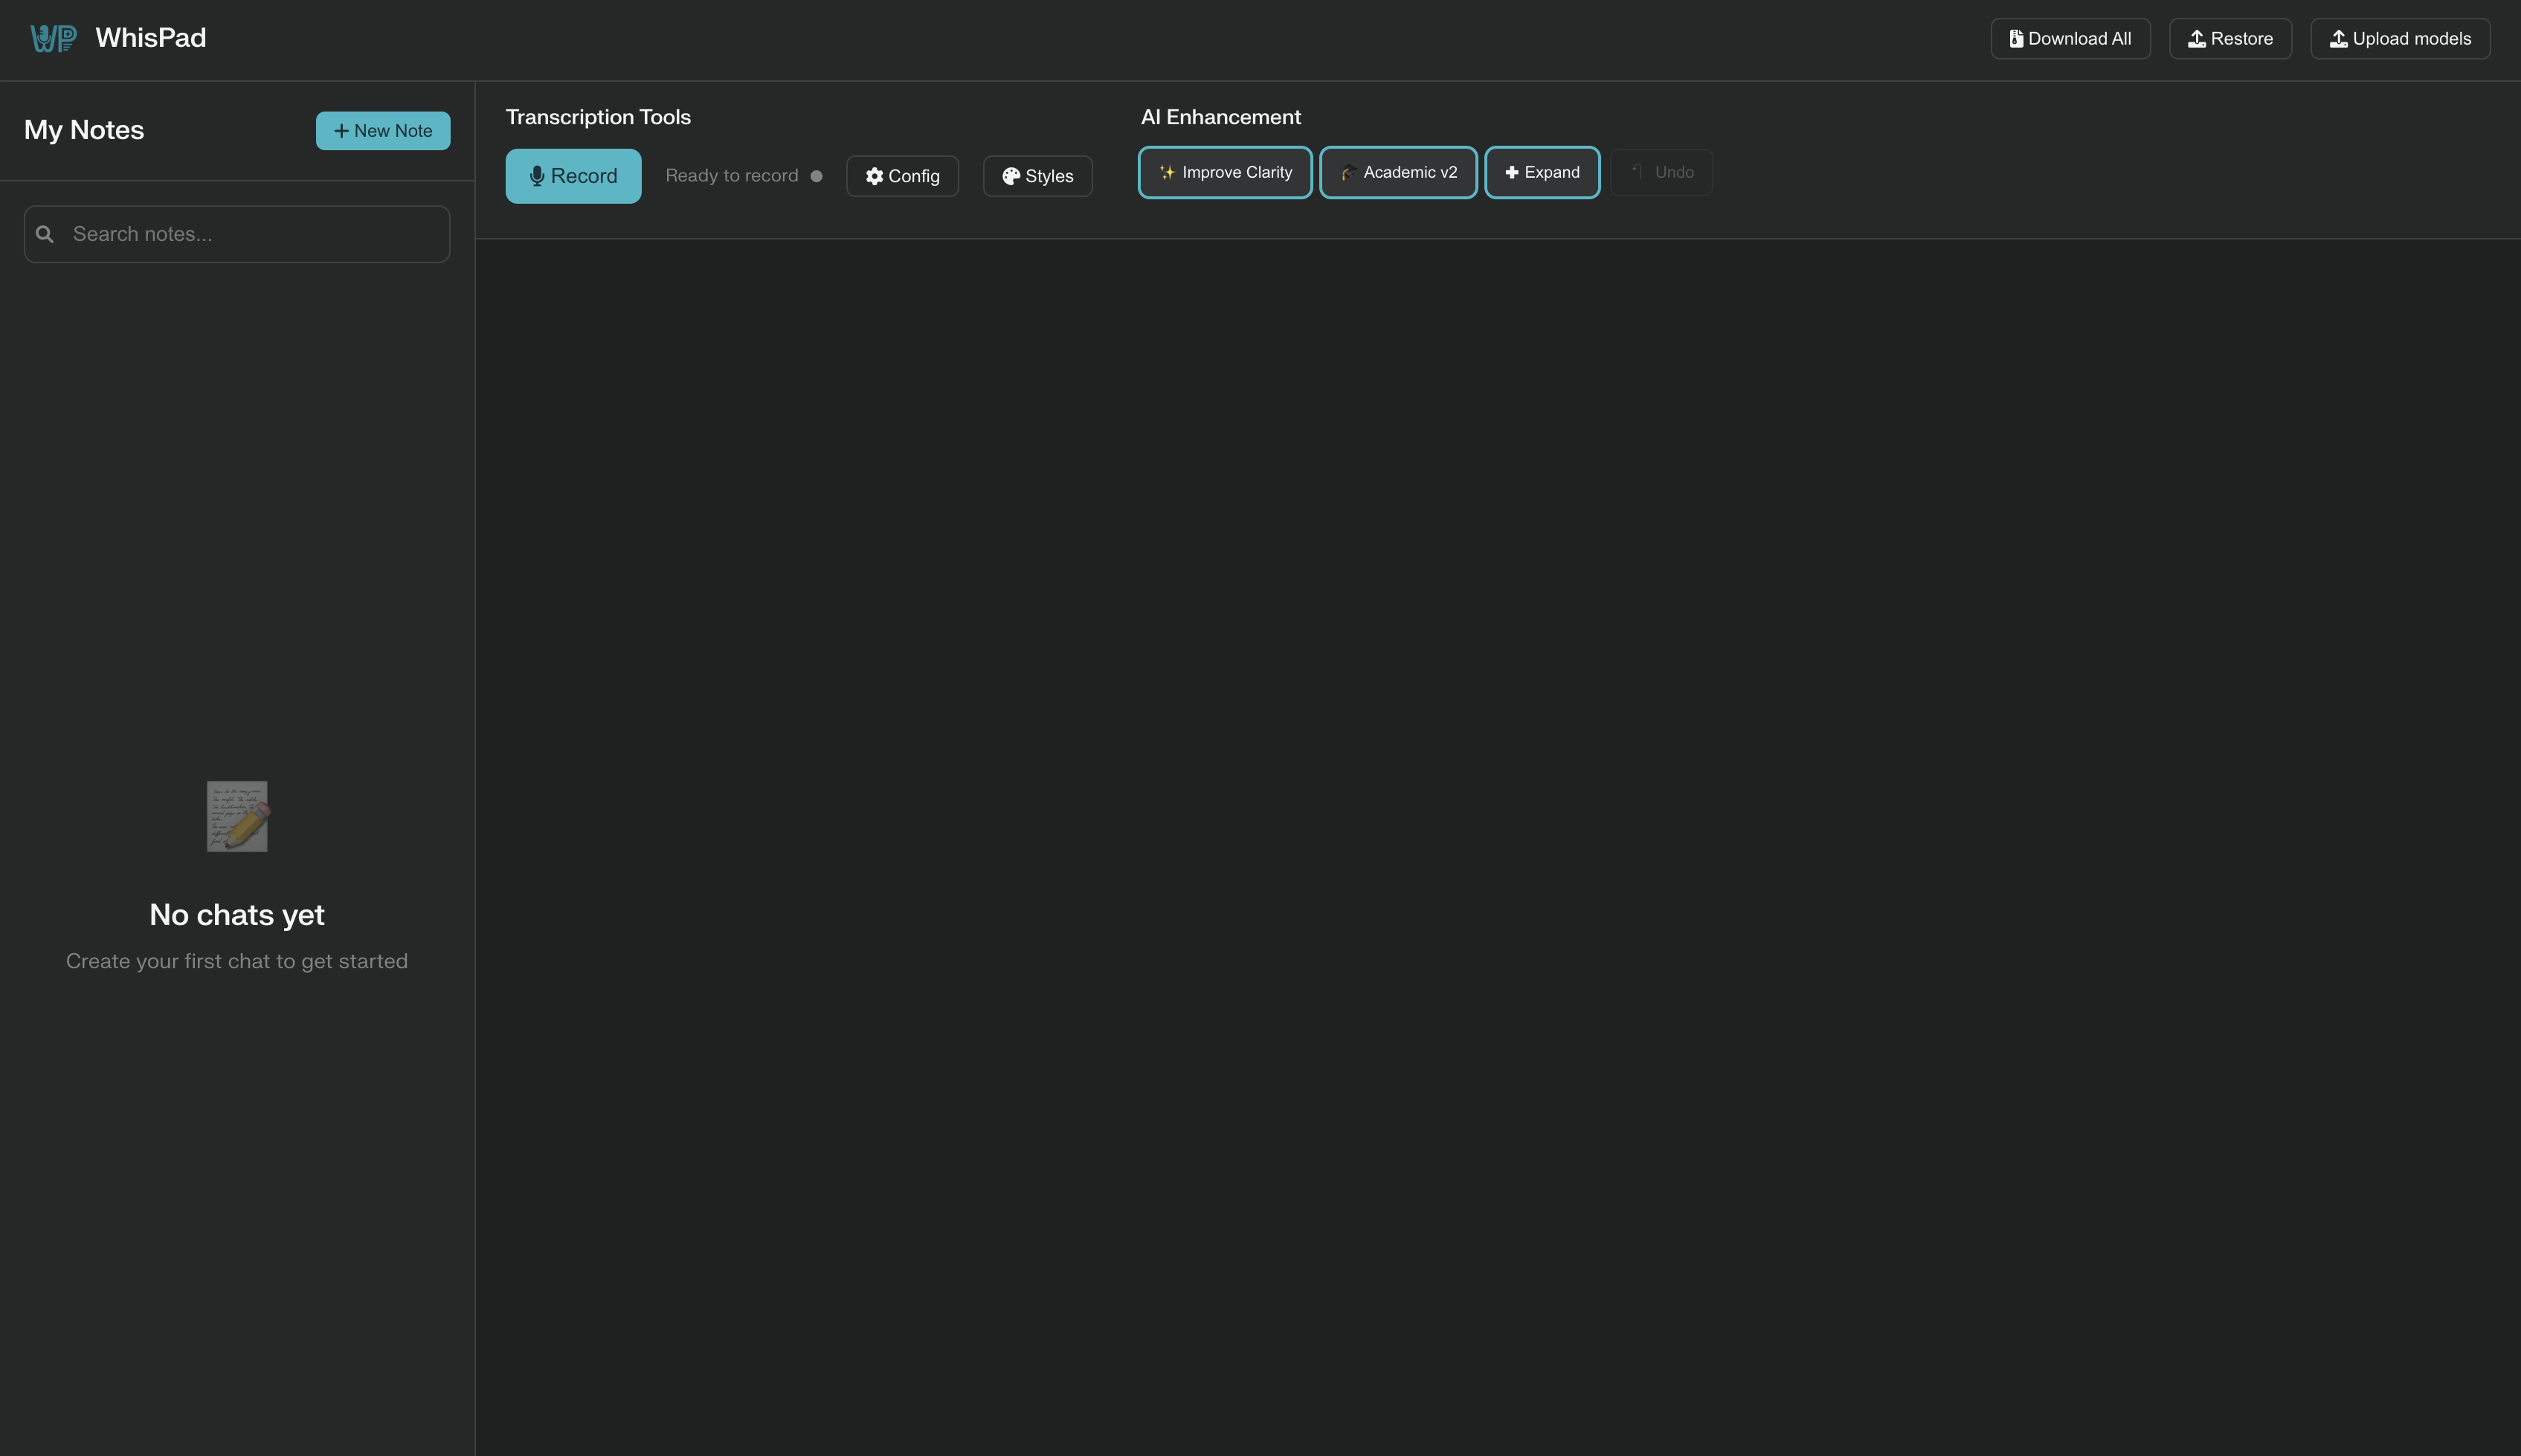 WP WhisPad
Download All
Restore
Upload models
My Notes
New Note
Search notes...
No chats yet
Create your first chat to get started
Transcription Tools
Record
Ready to record
Config
Styles
AI Enhancement
Improve Clarity
Academic v2
Expand
Undo